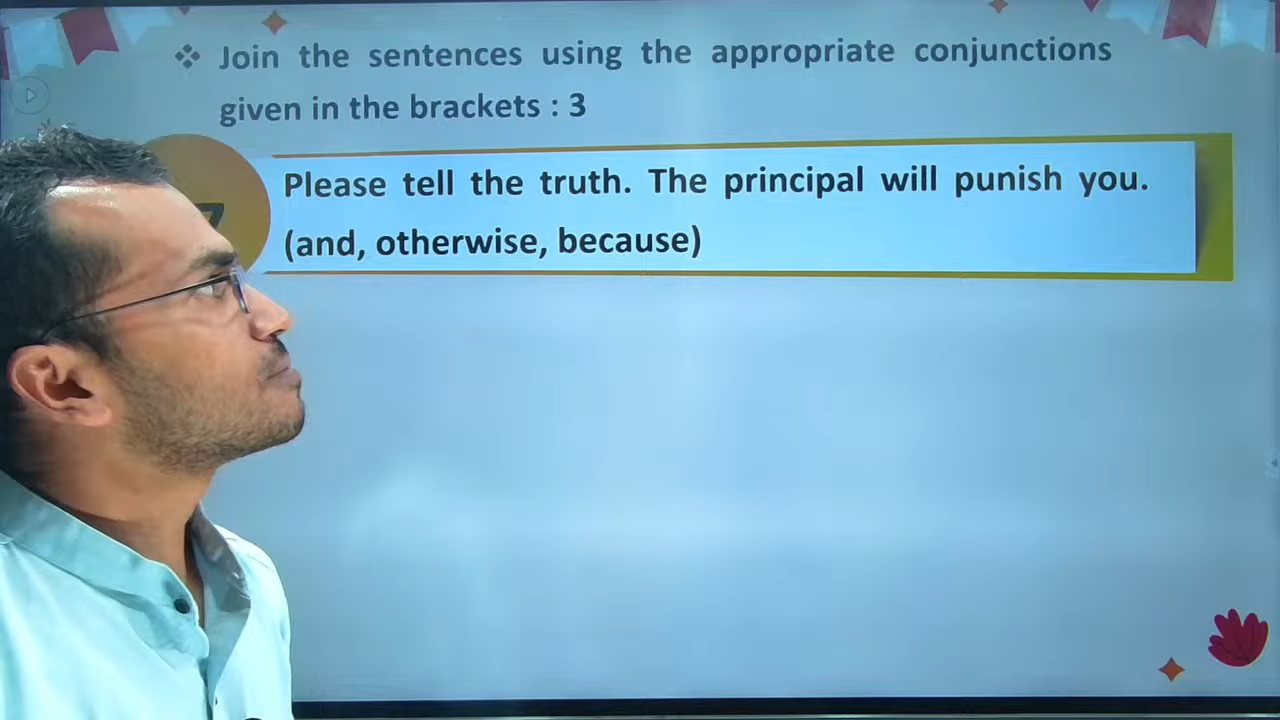 ❖ Join the sentences using the appropriate conjunctions
given in the brackets : 3
Please tell the truth. The principal will punish you.
(and, otherwise, because)